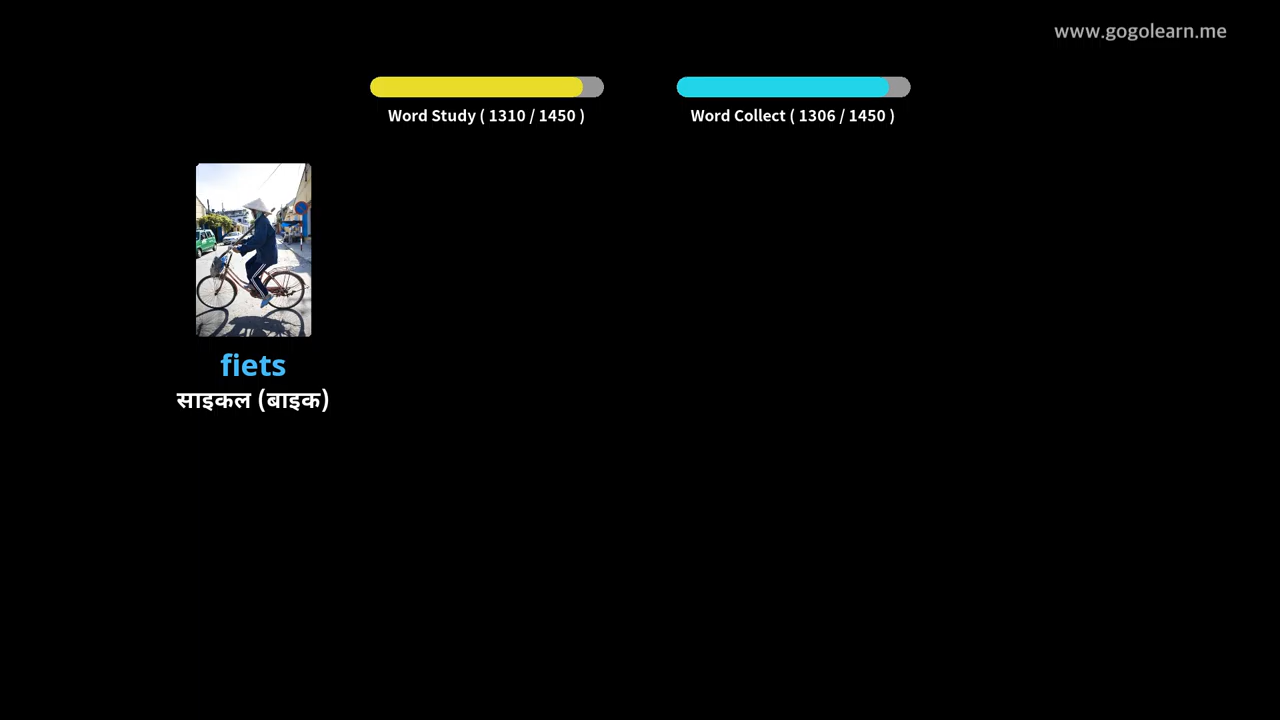 www.gogolearn.me
Word Study ( 1310 / 1450 )
Word Collect ( 1306 / 1450 )
fiets
साइकल (बाइक)